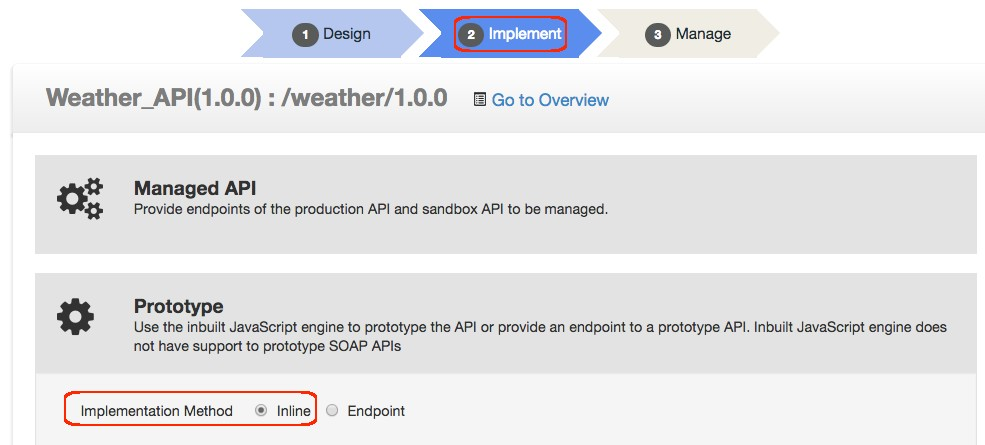 1 Design 2 Implement 3 Manage
Weather_API(1.0.0) : /weather/1.0.0 Go to Overview
Managed API
Provide endpoints of the production API and sandbox API to be managed.
Prototype
Use the inbuilt JavaScript engine to prototype the API or provide an endpoint to a prototype API. Inbuilt JavaScript engine does
not have support to prototype SOAP APIs
Implementation Method Inline Endpoint